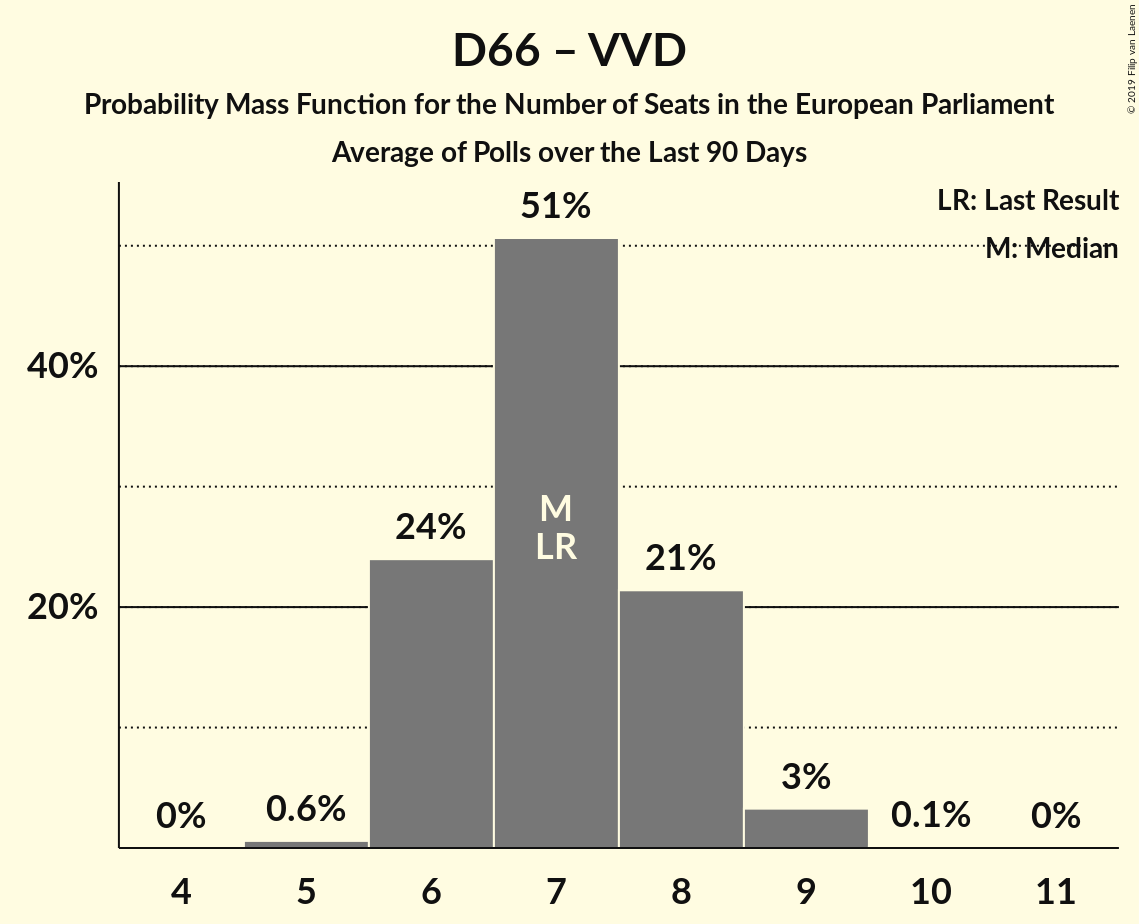 D66 – VVD
Probability Mass Function for the Number of Seats in the European Parliament
Average of Polls over the Last 90 Days
© 2019 Filip van Laenen
LR: Last Result
M: Median
51%
40%
24%
M
LR
21%
20%
0%
0.6%
3%
0.1%
0%
4 5 6 7 8 9 10 11